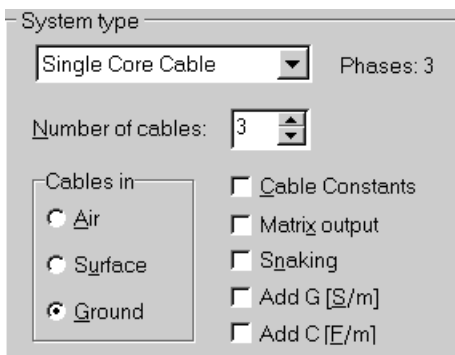 System type
Single Core Cable Phases: 3
Number of cables: 3
Cables in
Air
Surface
Ground
Cable Constants
Matrix output
Snaking
Add G [S/m]
Add C [F/m]